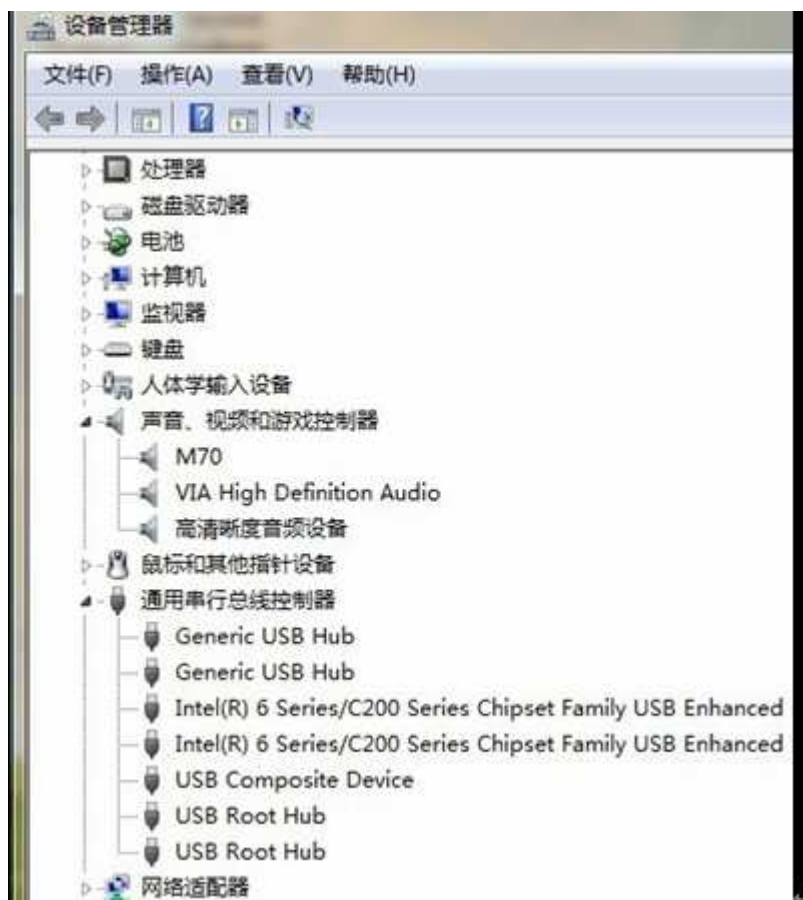 设备管理器
文件(F) 操作(A) 查看(V) 帮助(H)
处理器
磁盘驱动器
电池
计算机
监视器
键盘
人体学输入设备
声音、视频和游戏控制器
M70
VIA High Definition Audio
高清晰度音频设备
鼠标和其他指针设备
通用串行总线控制器
Generic USB Hub
Generic USB Hub
Intel(R) 6 Series/C200 Series Chipset Family USB Enhanced
Intel(R) 6 Series/C200 Series Chipset Family USB Enhanced
USB Composite Device
USB Root Hub
USB Root Hub
网络适配器